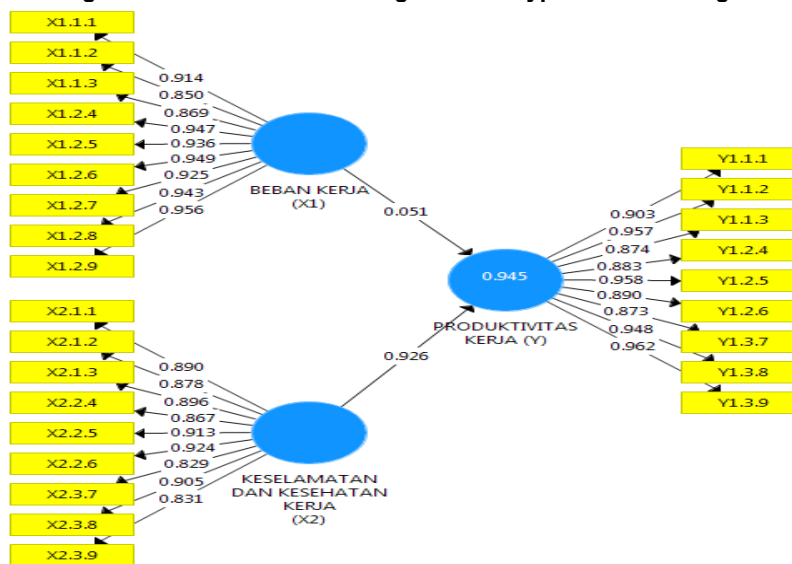 X1.1.1
X1.1.2
X1.1.3
X1.2.4
X1.2.5
X1.2.6
X1.2.7
X1.2.8
X1.2.9
0.914
0.850
0.869
0.947
0.936
0.949
0.925
0.943
0.956
BEBAN KERJA
(X1)
0.051
X2.1.1
X2.1.2
X2.1.3
X2.2.4
X2.2.5
X2.2.6
X2.3.7
X2.3.8
X2.3.9
0.890
0.878
0.896
0.867
0.913
0.924
0.829
0.905
0.831
KESELAMATAN
DAN KESEHATAN
KERJA
(X2)
0.926
0.945
PRODUKTIVITAS
KERJA (Y)
0.903
0.957
0.874
0.883
0.958
0.890
0.873
0.948
0.962
Y1.1.1
Y1.1.2
Y1.1.3
Y1.2.4
Y1.2.5
Y1.2.6
Y1.3.7
Y1.3.8
Y1.3.9